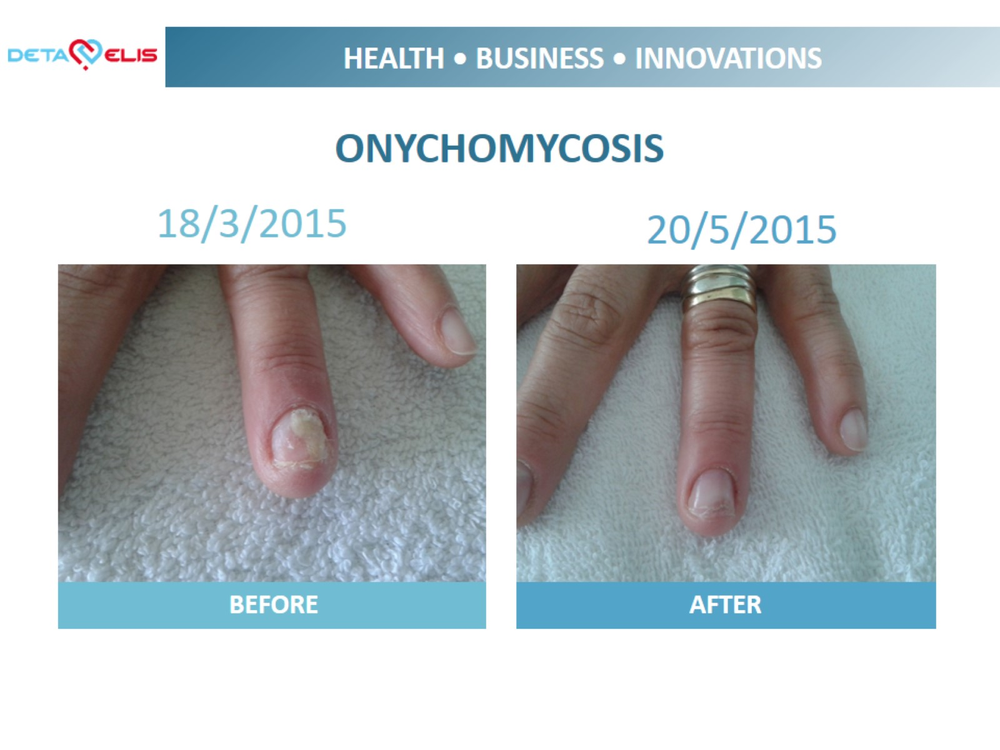 DETA ELIS
HEALTH • BUSINESS • INNOVATIONS
ONYCHOMYCOSIS
18/3/2015
20/5/2015
BEFORE
AFTER